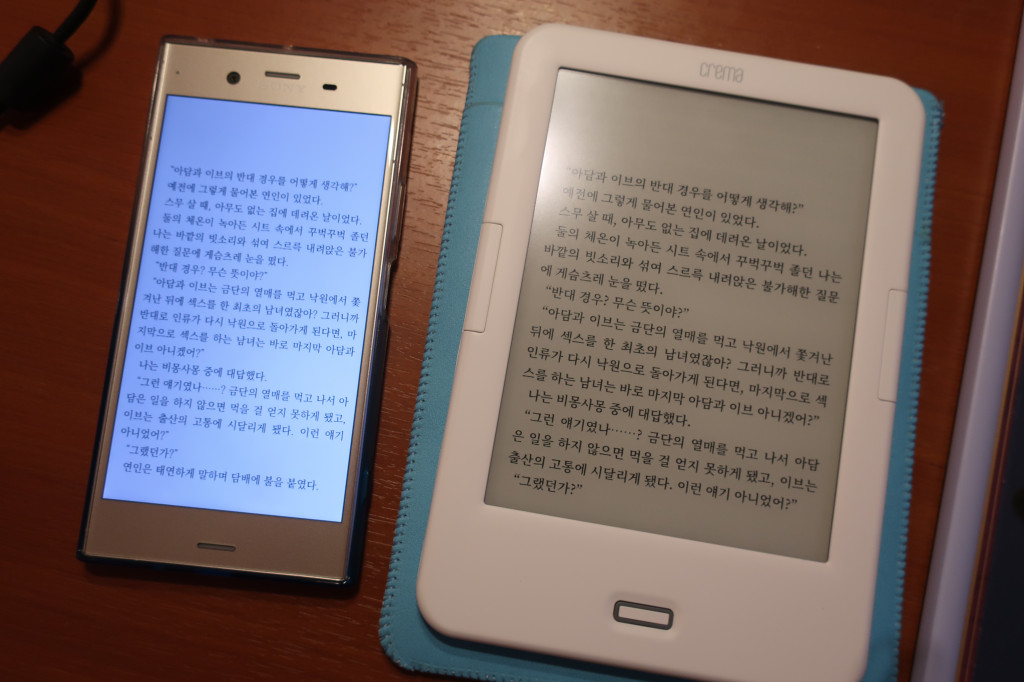 SONY
“아담과 이브의 반대 경우를 어떻게 생각해?”
예전에 그렇게 물어본 연인이 있었다.
스무 살 때, 아무도 없는 집에 데려온 날이었다.
둘의 체온이 녹아든 시트 속에서 꾸벅꾸벅 졸던
나는 바깥의 빗소리와 섞여 스르륵 내려앉은 불가
해한 질문에 게슴츠레 눈을 떴다.
“반대 경우? 무슨 뜻이야?”
“아담과 이브는 금단의 열매를 먹고 낙원에서 쫓
겨난 뒤에 섹스를 한 최초의 남녀였잖아? 그러니까
반대로 인류가 다시 낙원으로 돌아가게 된다면, 마
지막으로 섹스를 하는 남녀는 바로 마지막 아담과
이브 아니겠어?”
나는 비몽사몽 중에 대답했다.
“그런 얘기였나……? 금단의 열매를 먹고 나서 아
담은 일을 하지 않으면 먹을 걸 얻지 못하게 됐고,
이브는 출산의 고통에 시달리게 됐다. 이런 얘기
아니었어?”
“그랬던가?”
연인은 태연하게 말하며 담배에 불을 붙였다.
crema
“아담과 이브의 반대 경우를 어떻게 생각해?”
예전에 그렇게 물어본 연인이 있었다.
스무 살 때, 아무도 없는 집에 데려온 날이었다.
둘의 체온이 녹아든 시트 속에서 꾸벅꾸벅 졸던 나는
바깥의 빗소리와 섞여 스르륵 내려앉은 불가해한 질문
에 게슴츠레 눈을 떴다.
“반대 경우? 무슨 뜻이야?”
“아담과 이브는 금단의 열매를 먹고 낙원에서 쫓겨난
뒤에 섹스를 한 최초의 남녀였잖아? 그러니까 반대로
인류가 다시 낙원으로 돌아가게 된다면, 마지막으로 섹
스를 하는 남녀는 바로 마지막 아담과 이브 아니겠어?”
나는 비몽사몽 중에 대답했다.
“그런 얘기였나……? 금단의 열매를 먹고 나서 아담
은 일을 하지 않으면 먹을 걸 얻지 못하게 됐고, 이브는
출산의 고통에 시달리게 됐다. 이런 얘기 아니었어?”
“그랬던가?”